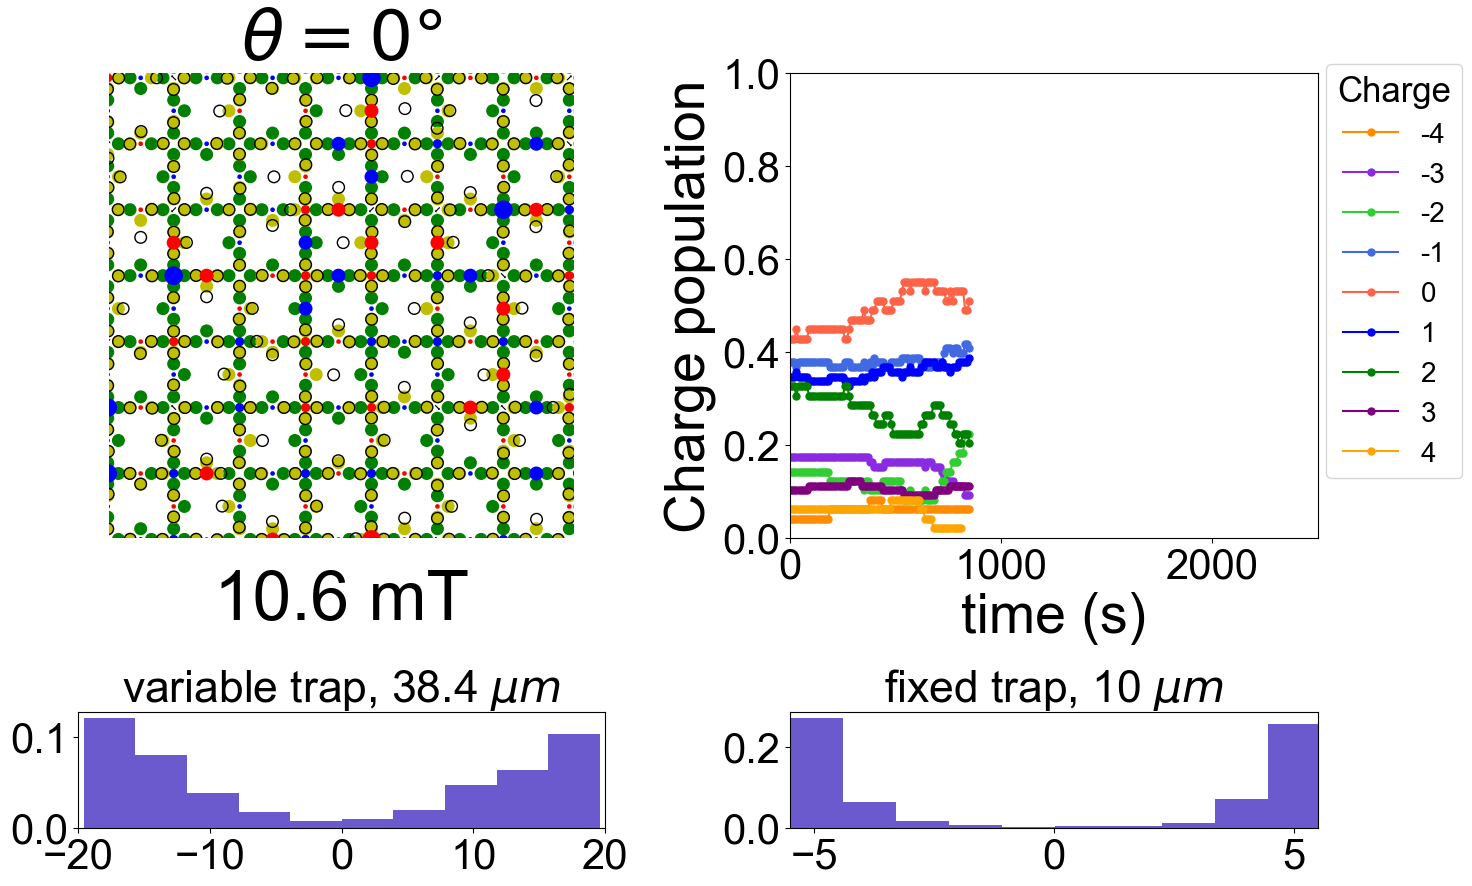 θ = 0°
10.6 mT
1.0
0.8
0.6
0.4
0.2
0.0
Charge population
0 1000 2000
time (s)
Charge
-4
-3
-2
-1
0
1
2
3
4
variable trap, 38.4 μm
0.1
0.0
−20 −10 0 10 20
fixed trap, 10 μm
0.2
0.0
−5 0 5